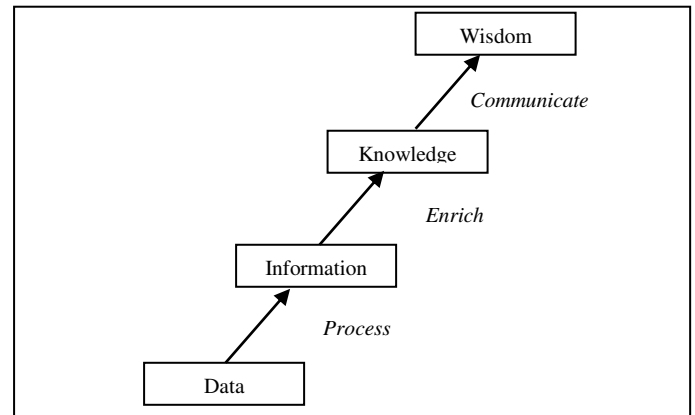 Wisdom
Communicate
Knowledge
Enrich
Information
Process
Data